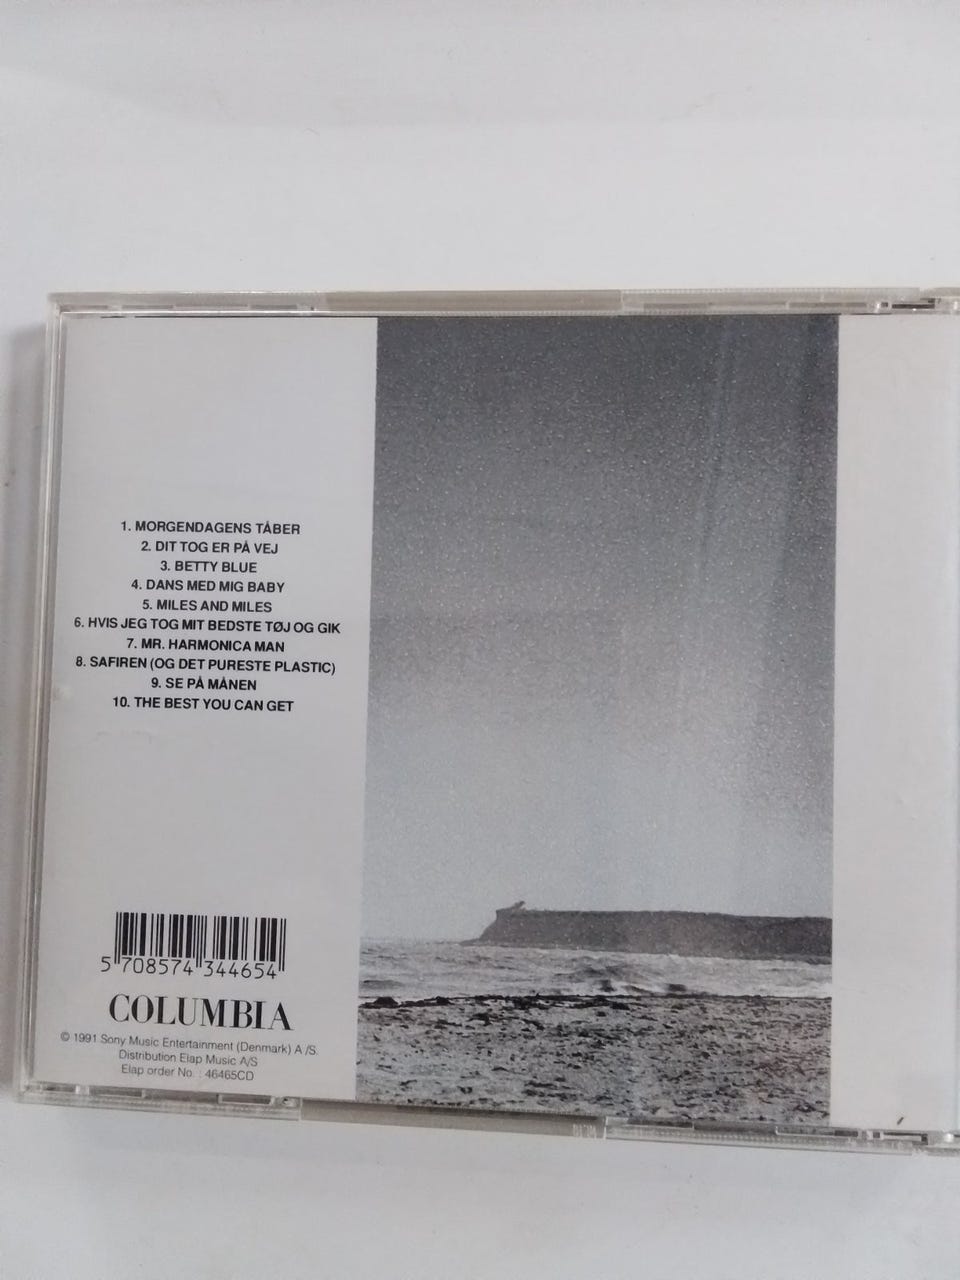 1. MORGENDAGENS TÅBER
2. DIT TOG ER PÅ VEJ
3. BETTY BLUE
4. DANS MED MIG BABY
5. MILES AND MILES
6. HVIS JEG TOG MIT BEDSTE TØJ OG GIK
7. MR. HARMONICA MAN
8. SAFIREN (OG DET PURESTE PLASTIC)
9. SE PÅ MÅNEN
10. THE BEST YOU CAN GET
5 708574 344654
COLUMBIA
© 1991 Sony Music Entertainment (Denmark) A /S.
Distribution Elap Music A/S
Elap order No. : 46465CD